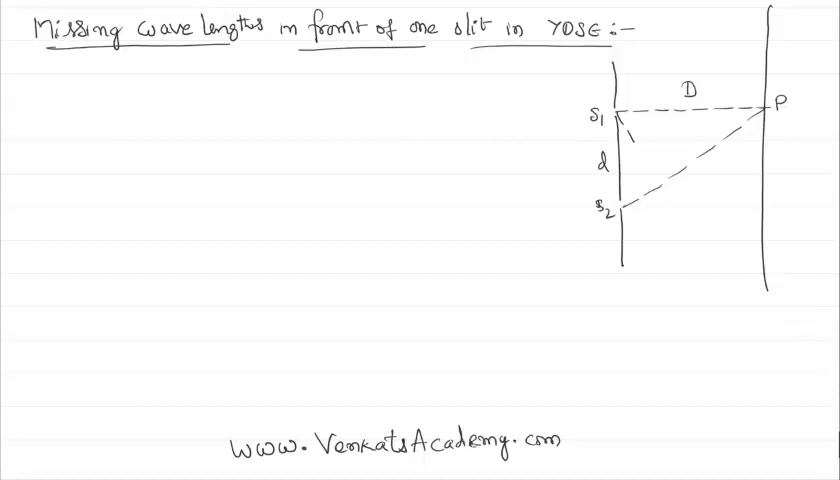 Missing wave lengths in front of one slit in YDSE :-
D
S1
P
d
S2
www.VenkatsAcademy.com